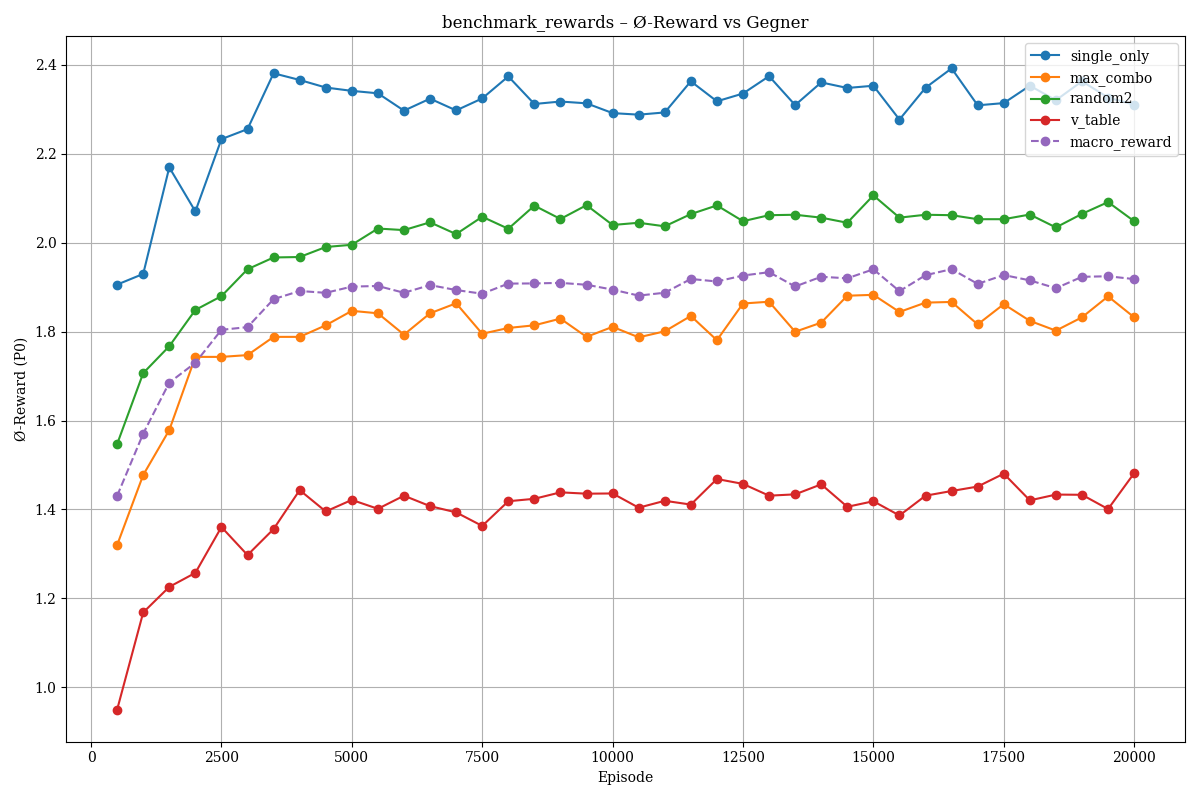 benchmark_rewards – Ø-Reward vs Gegner
single_only
max_combo
random2
v_table
macro_reward
Ø-Reward (P0)
2.4
2.2
2.0
1.8
1.6
1.4
1.2
1.0
0 2500 5000 7500 10000 12500 15000 17500 20000
Episode